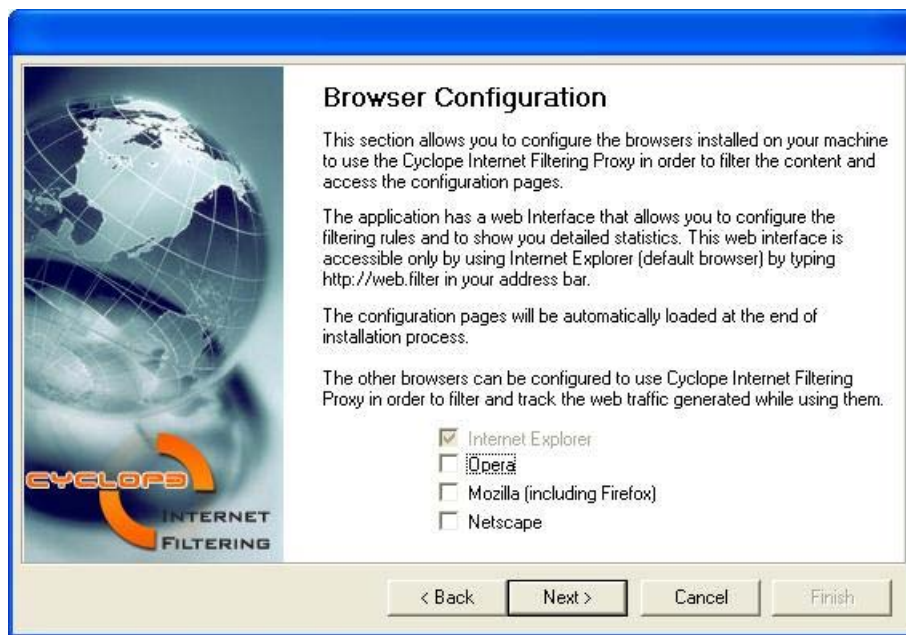 Browser Configuration
This section allows you to configure the browsers installed on your machine
to use the Cyclope Internet Filtering Proxy in order to filter the content and
access the configuration pages.
The application has a web Interface that allows you to configure the
filtering rules and to show you detailed statistics. This web interface is
accessible only by using Internet Explorer (default browser) by typing
http://web.filter in your address bar.
The configuration pages will be automatically loaded at the end of
installation process.
The other browsers can be configured to use Cyclope Internet Filtering
Proxy in order to filter and track the web traffic generated while using them.
Internet Explorer
Opera
Mozilla (including Firefox)
Netscape
CYCLOPE
INTERNET
FILTERING
< Back
Next >
Cancel
Finish